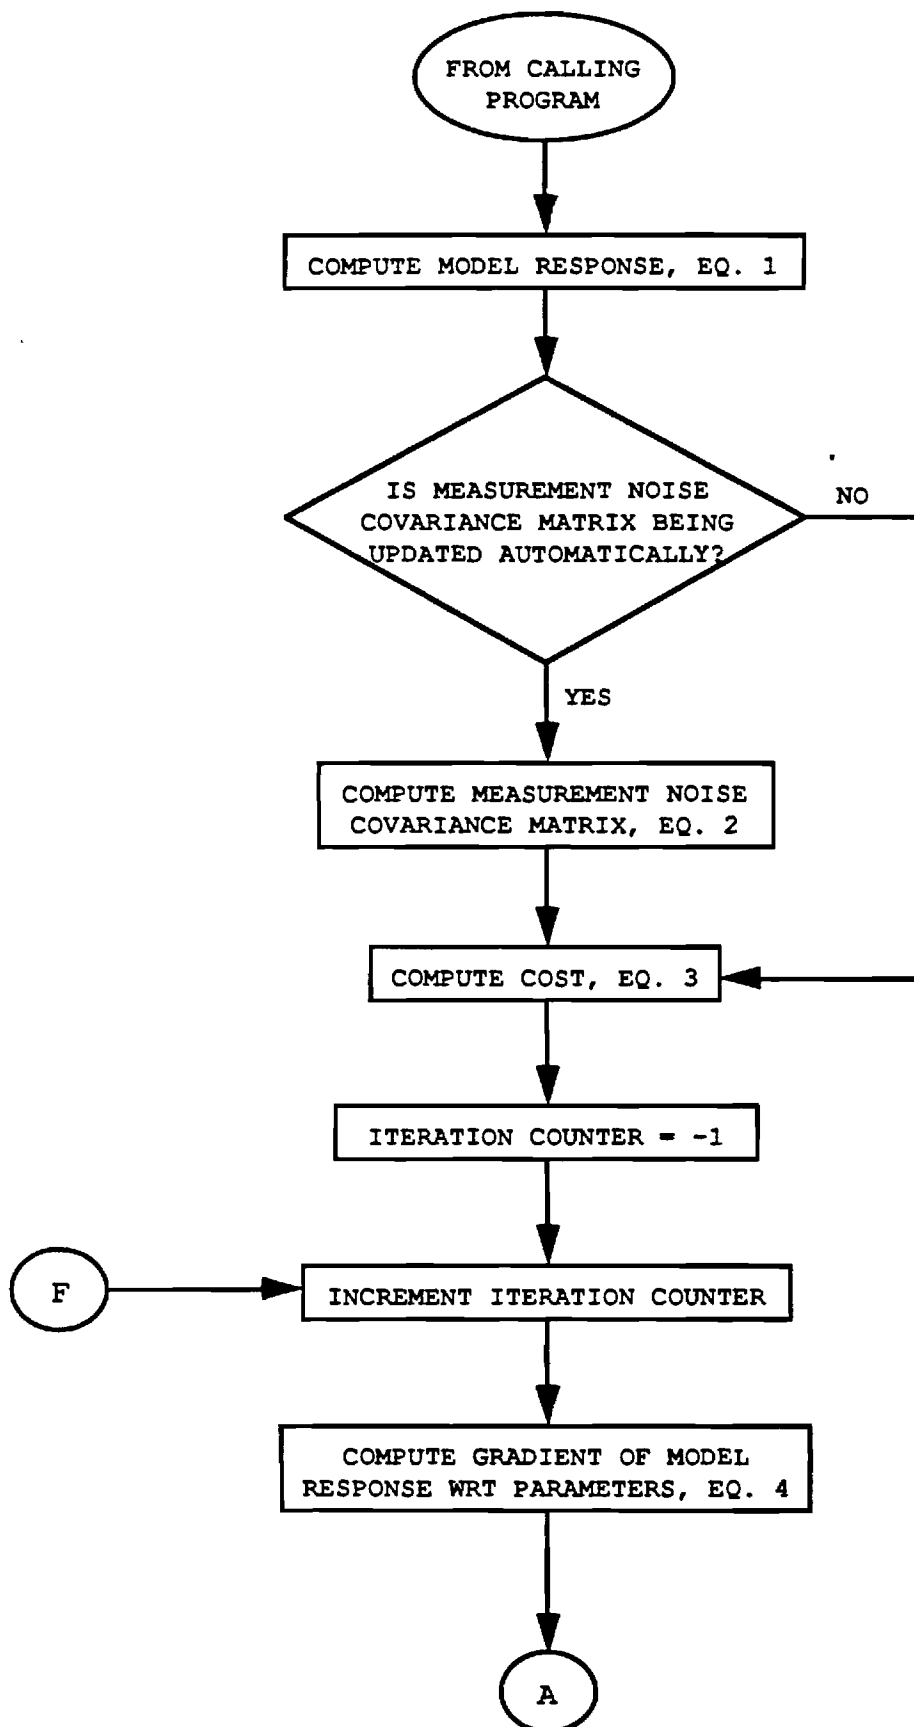 FROM CALLING
PROGRAM
COMPUTE MODEL RESPONSE, EQ. 1
IS MEASUREMENT NOISE
COVARIANCE MATRIX BEING
UPDATED AUTOMATICALLY?
NO
YES
COMPUTE MEASUREMENT NOISE
COVARIANCE MATRIX, EQ. 2
COMPUTE COST, EQ. 3
ITERATION COUNTER = -1
F
INCREMENT ITERATION COUNTER
COMPUTE GRADIENT OF MODEL
RESPONSE WRT PARAMETERS, EQ. 4
A